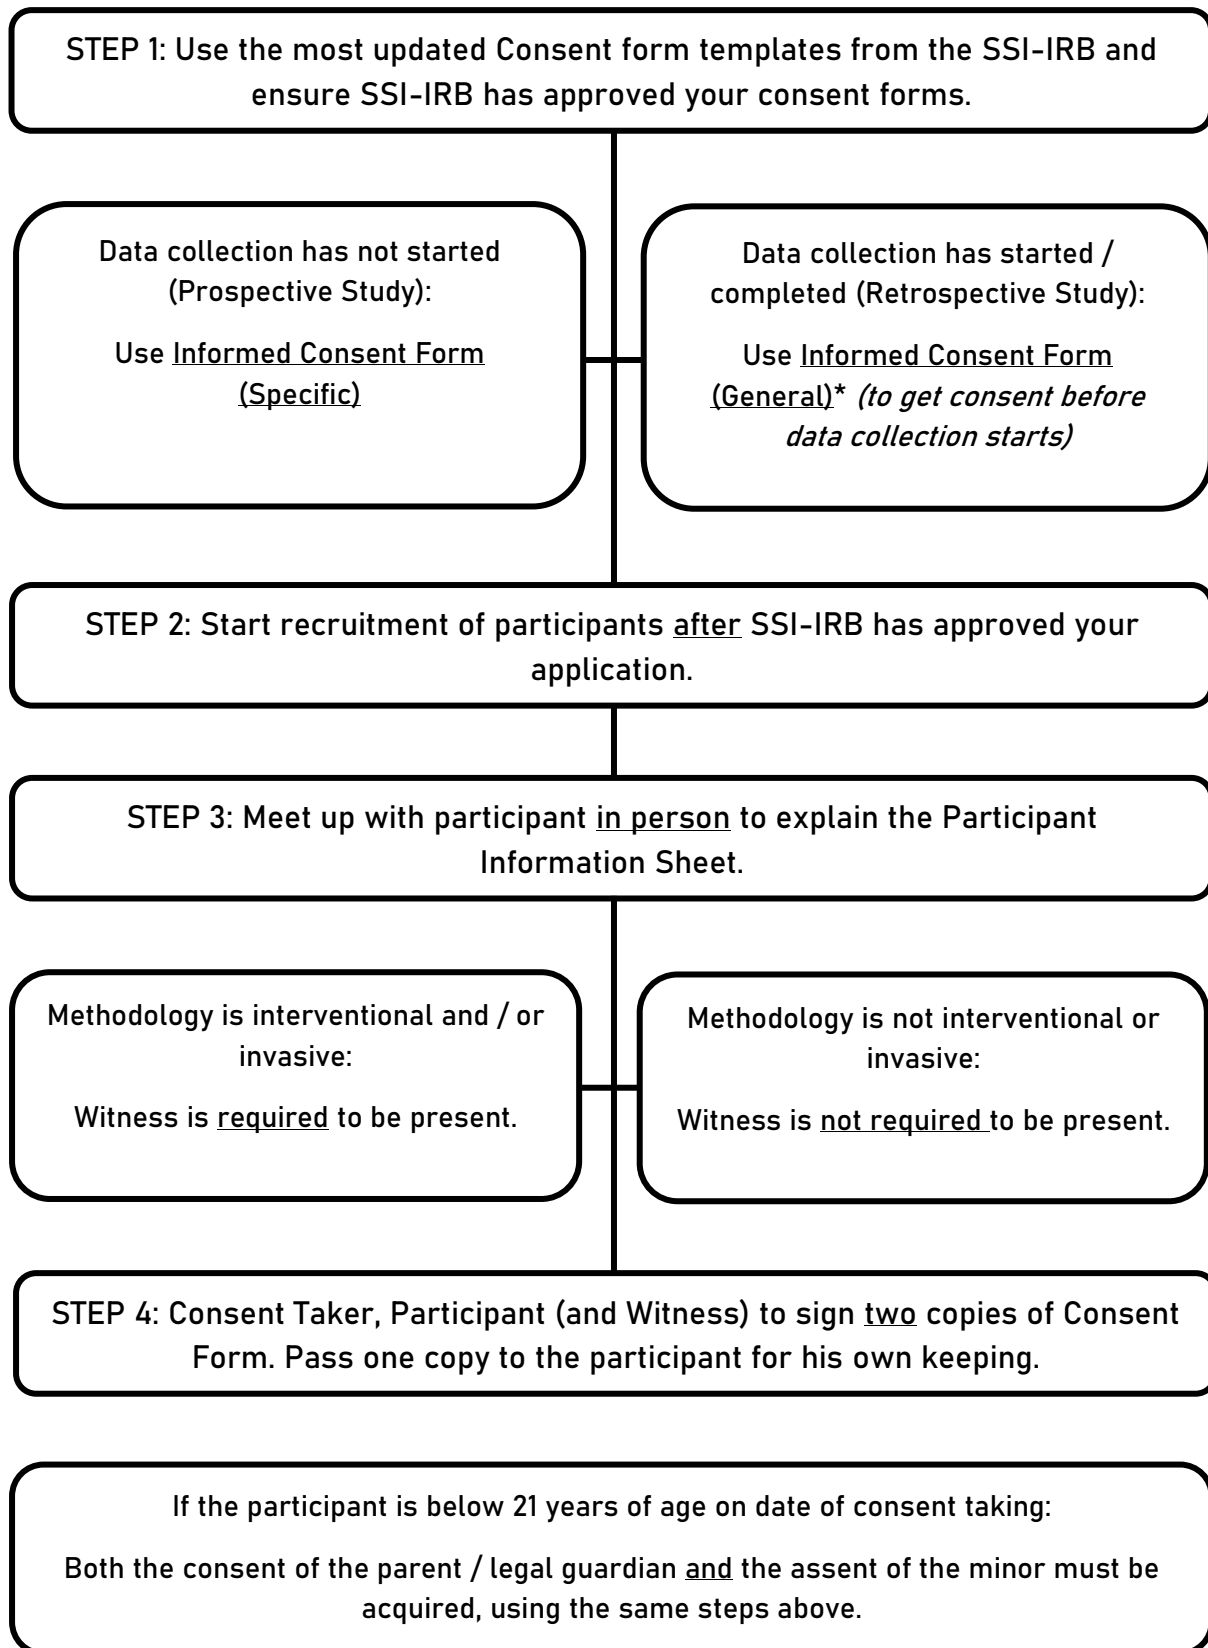 STEP 1: Use the most updated Consent form templates from the SSI-IRB and
ensure SSI-IRB has approved your consent forms.
Data collection has not started
(Prospective Study):
Use Informed Consent Form
(Specific)
Data collection has started /
completed (Retrospective Study):
Use Informed Consent Form
(General)* (to get consent before
data collection starts)
STEP 2: Start recruitment of participants after SSI-IRB has approved your
application.
STEP 3: Meet up with participant in person to explain the Participant
Information Sheet.
Methodology is interventional and / or
invasive:
Witness is required to be present.
Methodology is not interventional or
invasive:
Witness is not required to be present.
STEP 4: Consent Taker, Participant (and Witness) to sign two copies of Consent
Form. Pass one copy to the participant for his own keeping.
If the participant is below 21 years of age on date of consent taking:
Both the consent of the parent / legal guardian and the assent of the minor must be
acquired, using the same steps above.